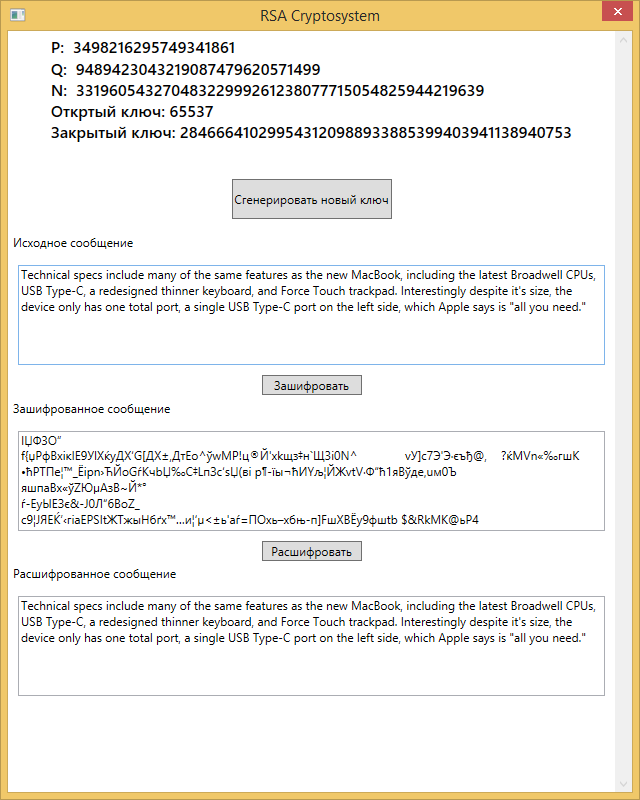 RSA Cryptosystem
P: 3498216295749341861
Q: 9489423043219087479620571499
N: 33196054327048322999261238077715054825944219639
Открtый ключ: 65537
Закрытый ключ: 28466641029954312098893388539940394113894​0753
Сгенерировать новый ключ
Исходное сообщение
Technical specs include many of the same features as the new MacBook, including the latest Broadwell CPUs,
USB Type-C, a redesigned thinner keyboard, and Force Touch trackpad. Interestingly despite it's size, the
device only has one total port, a single USB Type-C port on the left side, which Apple says is "all you need."
Зашифровать
Зашифрованное сообщение
Расшифровать
Расшифрованное сообщение
Technical specs include many of the same features as the new MacBook, including the latest Broadwell CPUs,
USB Type-C, a redesigned thinner keyboard, and Force Touch trackpad. Interestingly despite it's size, the
device only has one total port, a single USB Type-C port on the left side, which Apple says is "all you need."